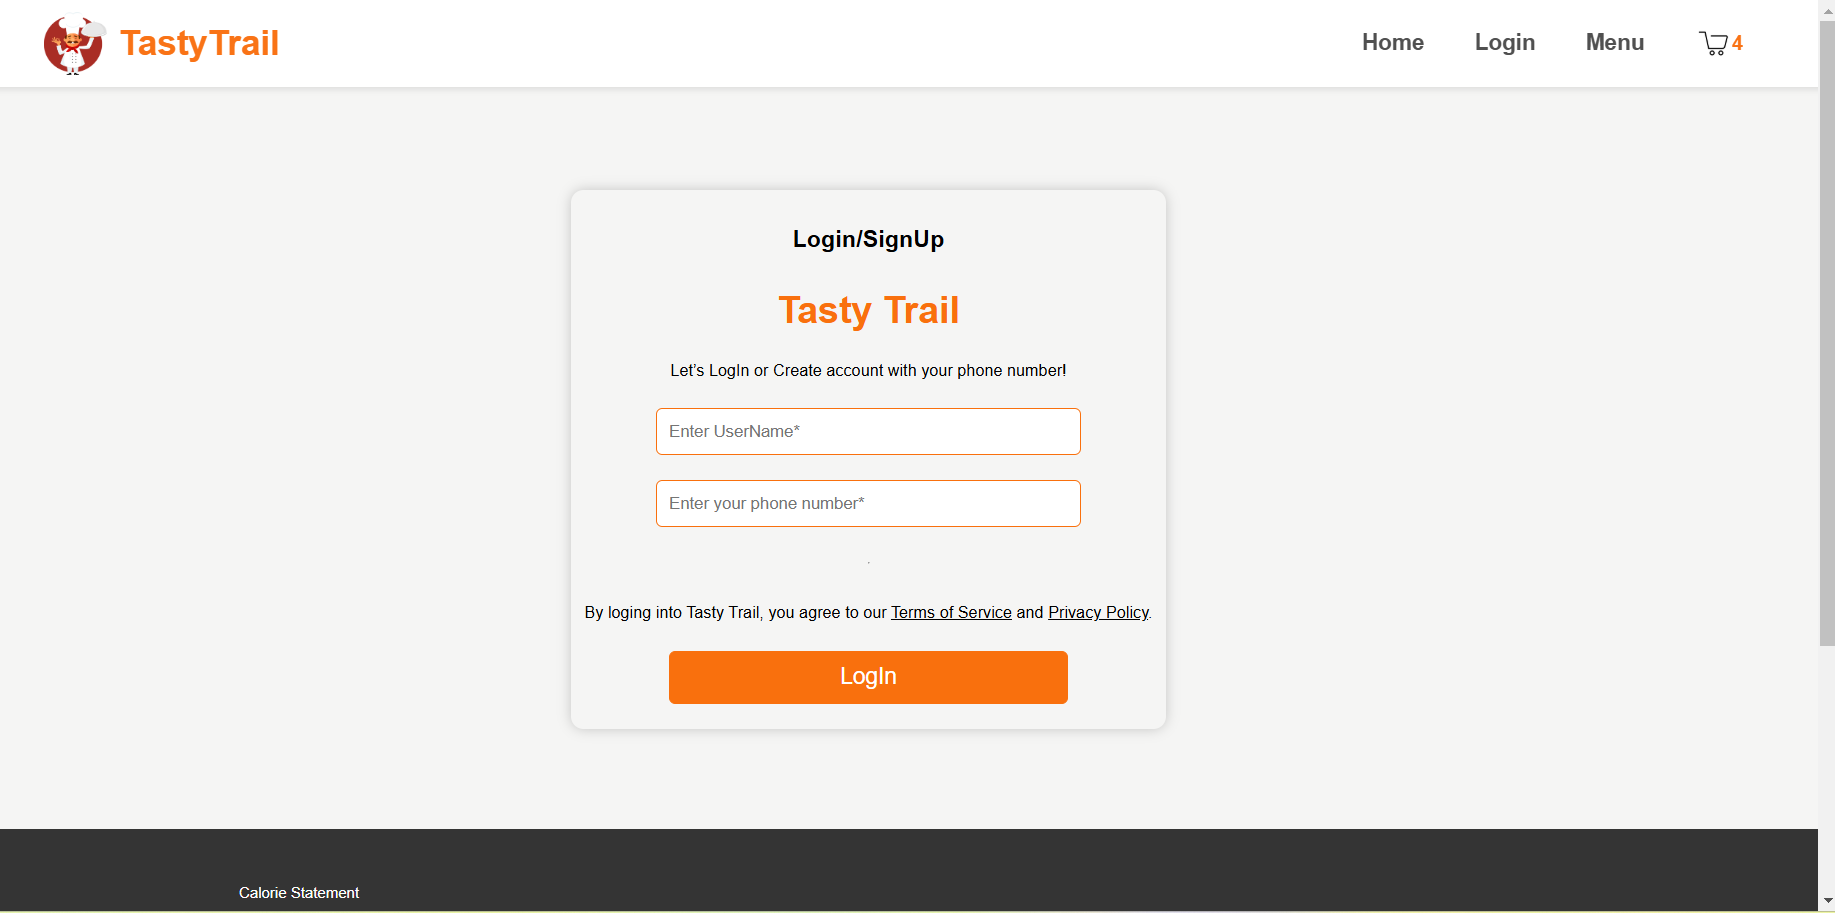 TastyTrail
Home Login Menu 4
Login/SignUp
Tasty Trail
Let’s LogIn or Create account with your phone number!
Enter UserName*
Enter your phone number*
By loging into Tasty Trail, you agree to our Terms of Service and Privacy Policy.
LogIn
Calorie Statement